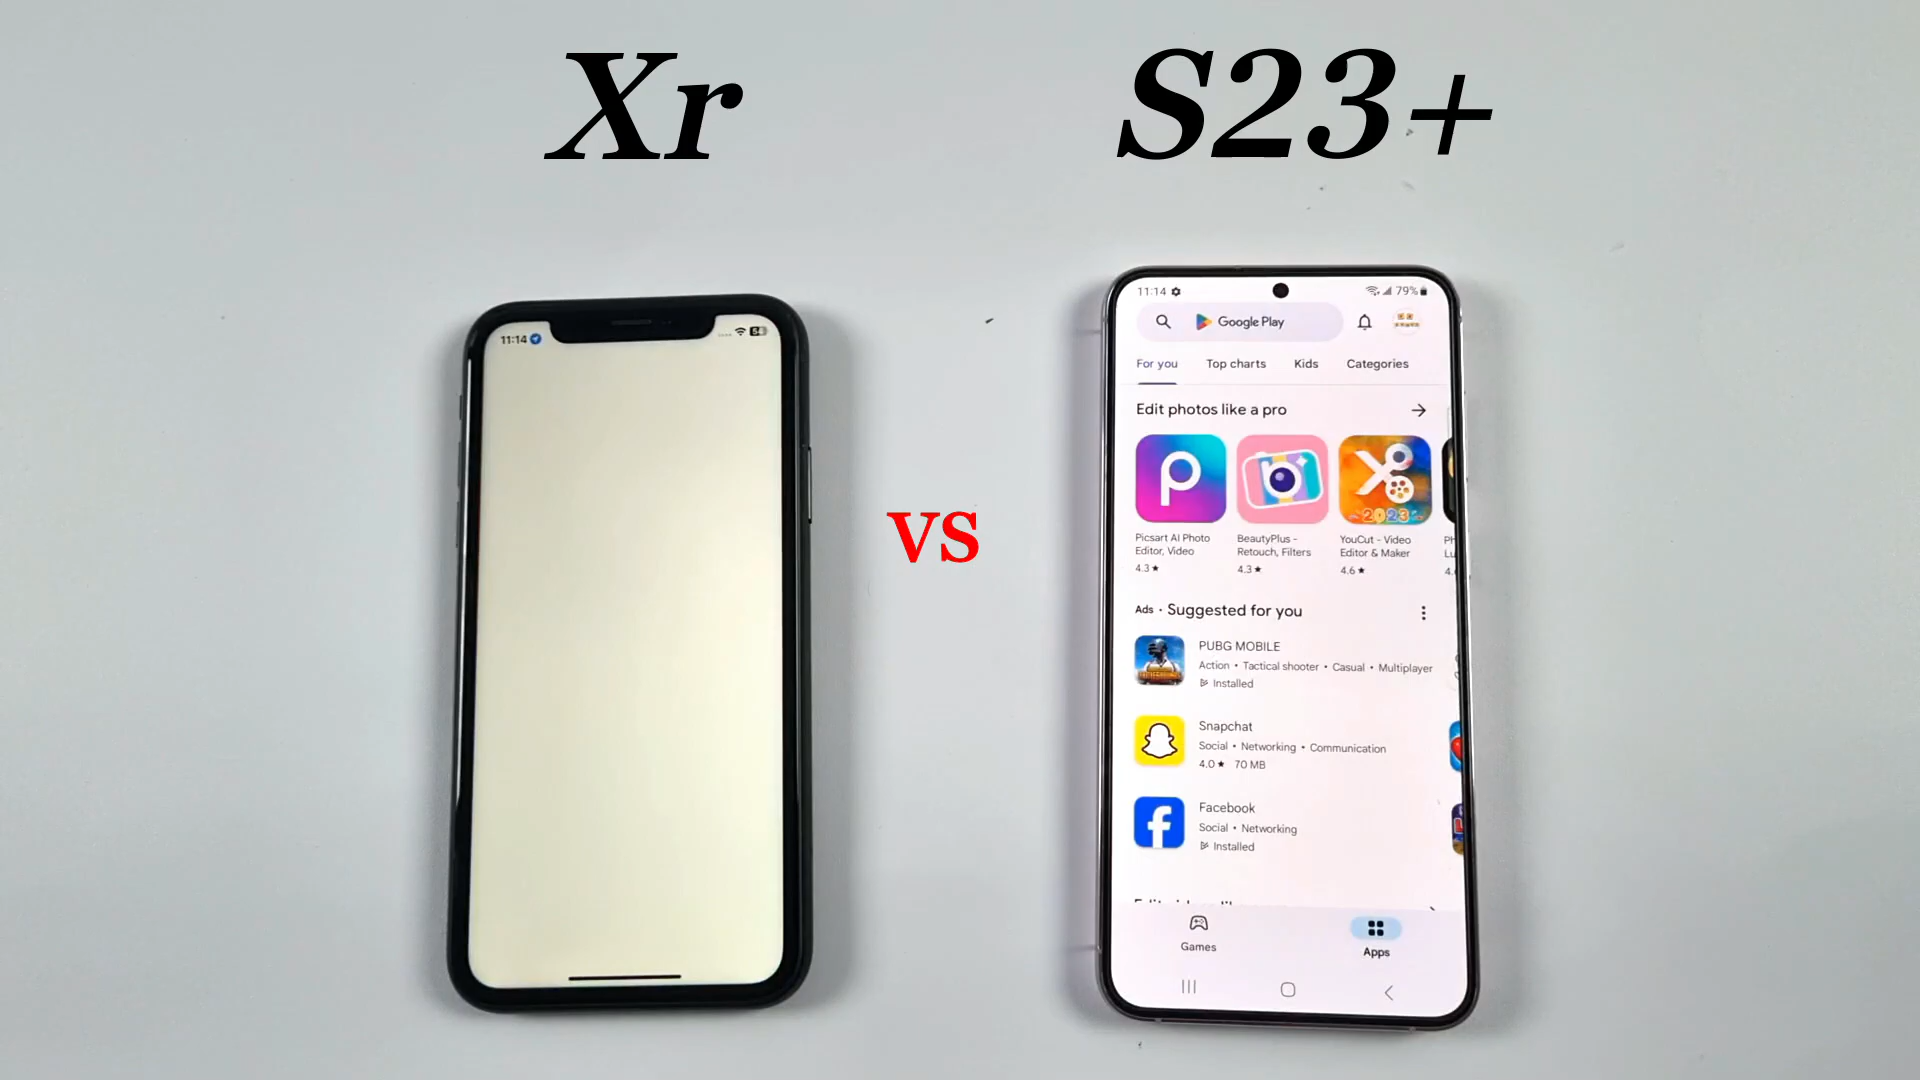 Xr
S23+
vs
11:14
54
11:14
79%
Google Play
For you
Top charts
Kids
Categories
Edit photos like a pro
2023
Picsart AI Photo
Editor, Video
4.3★
BeautyPlus -
Retouch, Filters
4.3★
YouCut - Video
Editor & Maker
4.6★
Ads • Suggested for you
PUBG MOBILE
Action • Tactical shooter • Casual • Multiplayer
Installed
Snapchat
Social • Networking • Communication
4.0★ 70 MB
Facebook
Social • Networking
Installed
Games
Apps